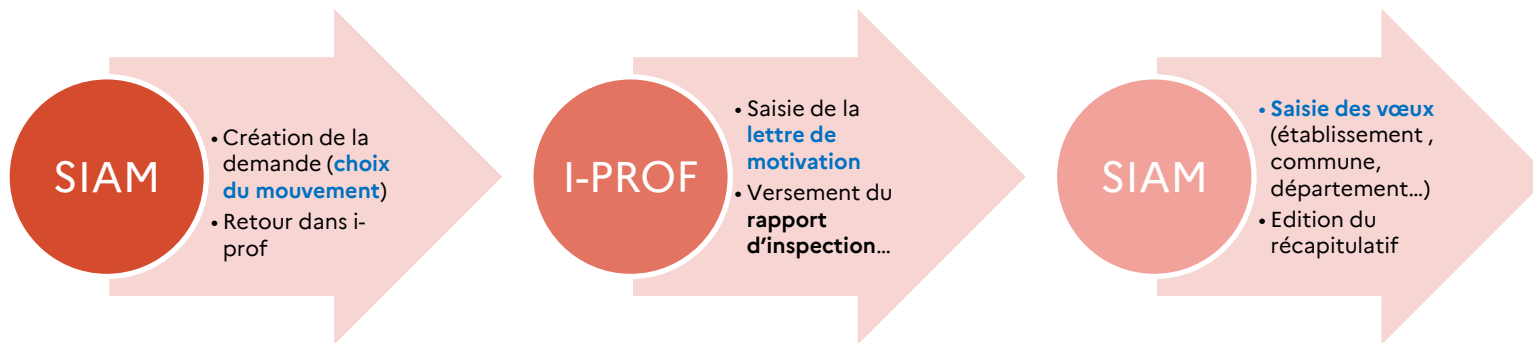 SIAM
• Création de la
demande (choix
du mouvement)
• Retour dans i-
prof
I-PROF
• Saisie de la
lettre de
motivation
• Versement du
rapport
d’inspection…
SIAM
• Saisie des vœux
(établissement ,
commune,
département…)
• Edition du
récapitulatif